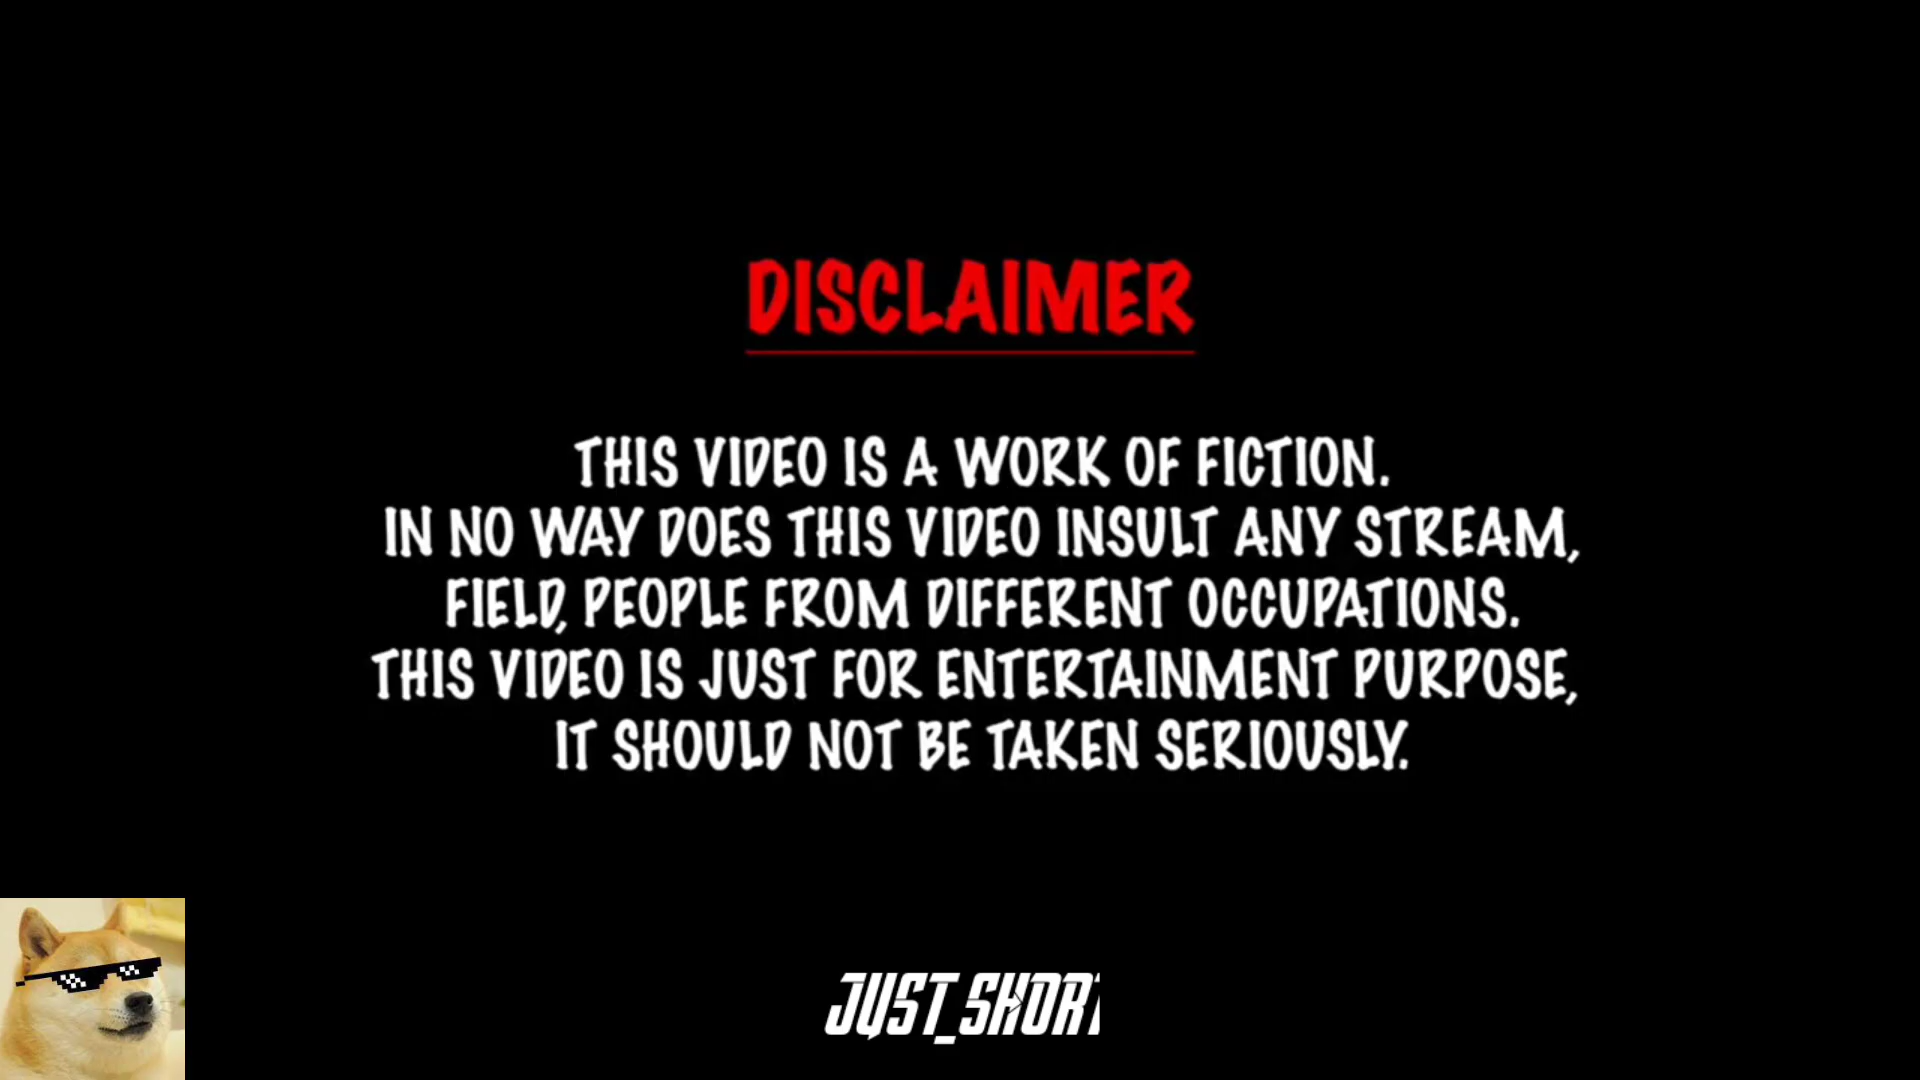 DISCLAIMER
THIS VIDEO IS A WORK OF FICTION.
IN NO WAY DOES THIS VIDEO INSULT ANY STREAM,
FIELD, PEOPLE FROM DIFFERENT OCCUPATIONS.
THIS VIDEO IS JUST FOR ENTERTAINMENT PURPOSE,
IT SHOULD NOT BE TAKEN SERIOUSLY.
JUST_SHORT